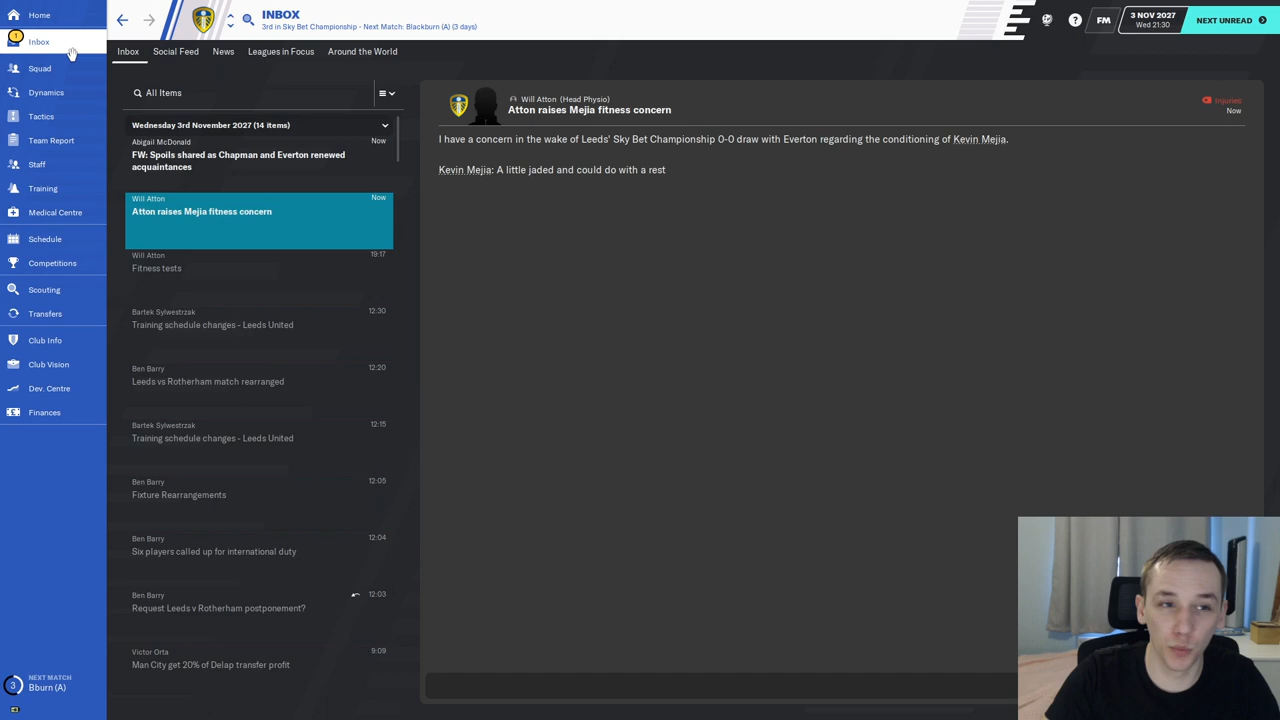 Home
INBOX
3rd in Sky Bet Championship - Next Match: Blackburn (A) (3 days)
FM
3 NOV 2027
Wed 21:30
NEXT UNREAD
1
Inbox
Squad
Dynamics
Tactics
Team Report
Staff
Training
Medical Centre
Schedule
Competitions
Scouting
Transfers
Club Info
Club Vision
Dev. Centre
Finances
NEXT MATCH
3
Bburn (A)
Inbox
Social Feed
News
Leagues in Focus
Around the World
All Items
Wednesday 3rd November 2027 (14 items)
Abigail McDonald
Now
FW: Spoils shared as Chapman and Everton renewed
acquaintances
Will Atton
Now
Atton raises Mejia fitness concern
Will Atton
19:17
Fitness tests
Bartek Sylwestrzak
12:30
Training schedule changes - Leeds United
Ben Barry
12:20
Leeds vs Rotherham match rearranged
Bartek Sylwestrzak
12:15
Training schedule changes - Leeds United
Ben Barry
12:05
Fixture Rearrangements
Ben Barry
12:04
Six players called up for international duty
Ben Barry
12:03
Request Leeds v Rotherham postponement?
Victor Orta
9:09
Man City get 20% of Delap transfer profit
Will Atton (Head Physio)
Atton raises Mejia fitness concern
Injuries
Now
I have a concern in the wake of Leeds' Sky Bet Championship 0-0 draw with Everton regarding the conditioning of Kevin Mejia.
Kevin Mejia: A little jaded and could do with a rest